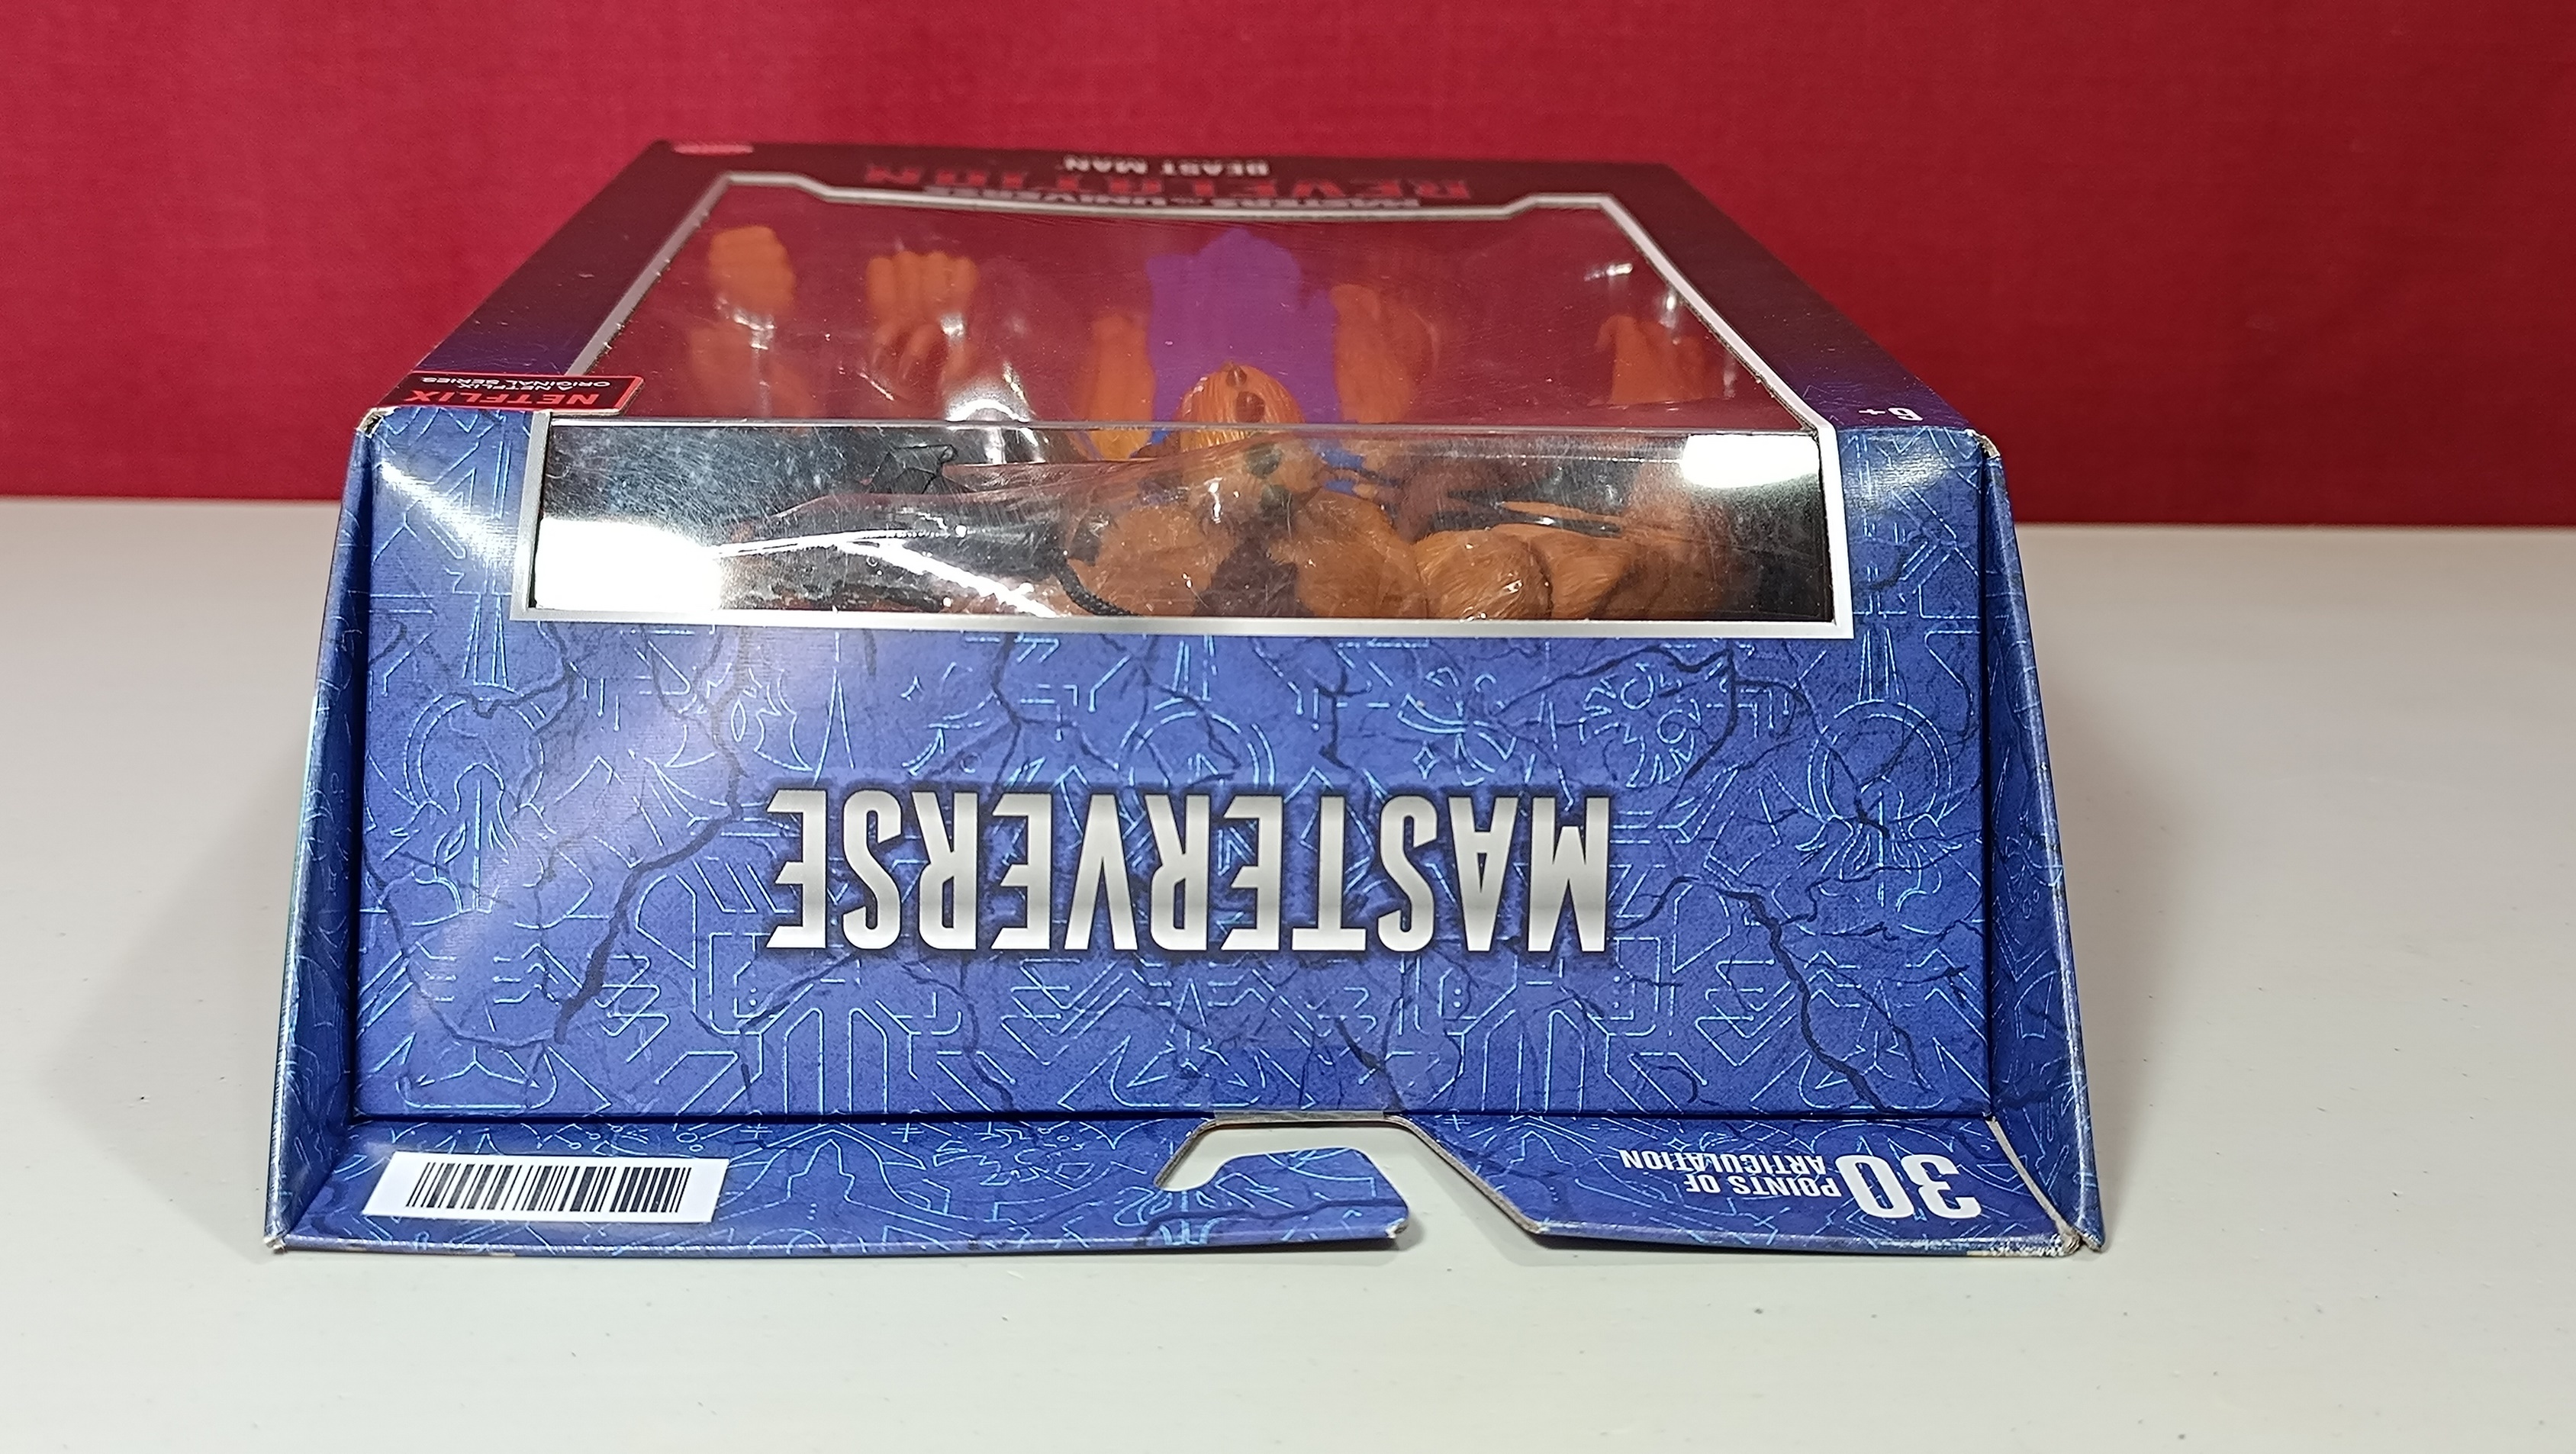 30
POINTS OF
ARTICULATION
MASTERVERSE
NETFLIX
A NETFLIX
ORIGINAL SERIES
6+
MASTERS OF THE UNIVERSE
REVELATION
BEAST MAN